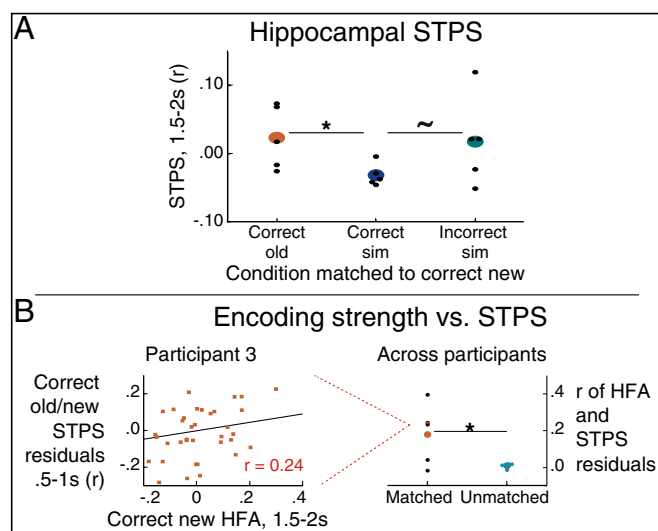 A
Hippocampal STPS
STPS, 1.5-2s (r)
.10
.00
-.10
*
~
Correct old
Correct sim
Incorrect sim
Condition matched to correct new
B
Encoding strength vs. STPS
Participant 3
Correct
old/new
STPS
residuals
.5-1s (r)
.2
.0
-.2
r = 0.24
-.2 0 .2 .4
Correct new HFA, 1.5-2s
Across participants
*
.4
.2
.0
r of HFA
and
STPS
residuals
Matched Unmatched